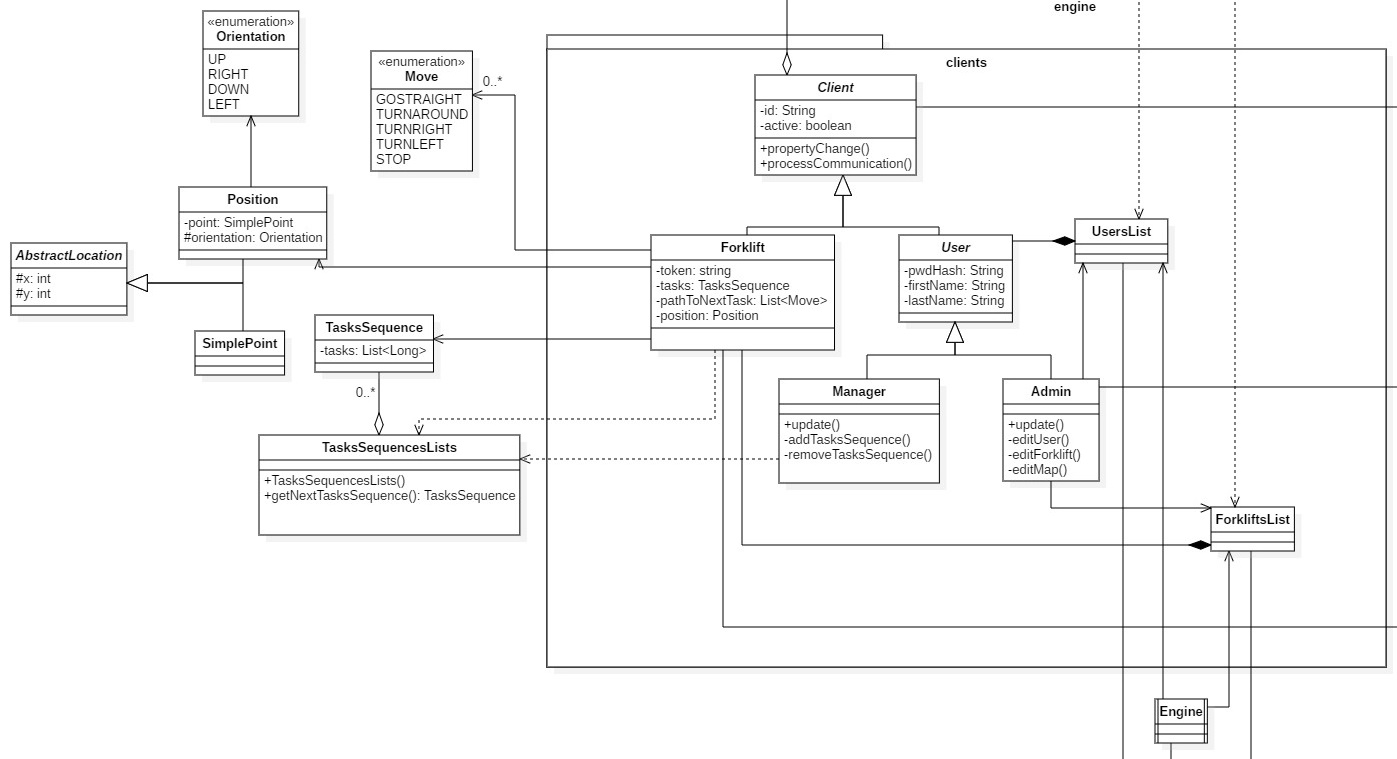 engine
«enumeration»
Orientation
UP
RIGHT
DOWN
LEFT
«enumeration»
Move
GOSTRAIGHT
TURNAROUND
TURNRIGHT
TURNLEFT
STOP
0..*
clients
Client
-id: String
-active: boolean
+propertyChange()
+processCommunication()
Position
-point: SimplePoint
#orientation: Orientation
AbstractLocation
#x: int
#y: int
SimplePoint
Forklift
-token: string
-tasks: TasksSequence
-pathToNextTask: List<Move>
-position: Position
User
-pwdHash: String
-firstName: String
-lastName: String
UsersList
TasksSequence
-tasks: List<Long>
0..*
TasksSequencesLists
+TasksSequencesLists()
+getNextTasksSequence(): TasksSequence
Manager
+update()
-addTasksSequence()
-removeTasksSequence()
Admin
+update()
-editUser()
-editForklift()
-editMap()
ForkliftsList
Engine